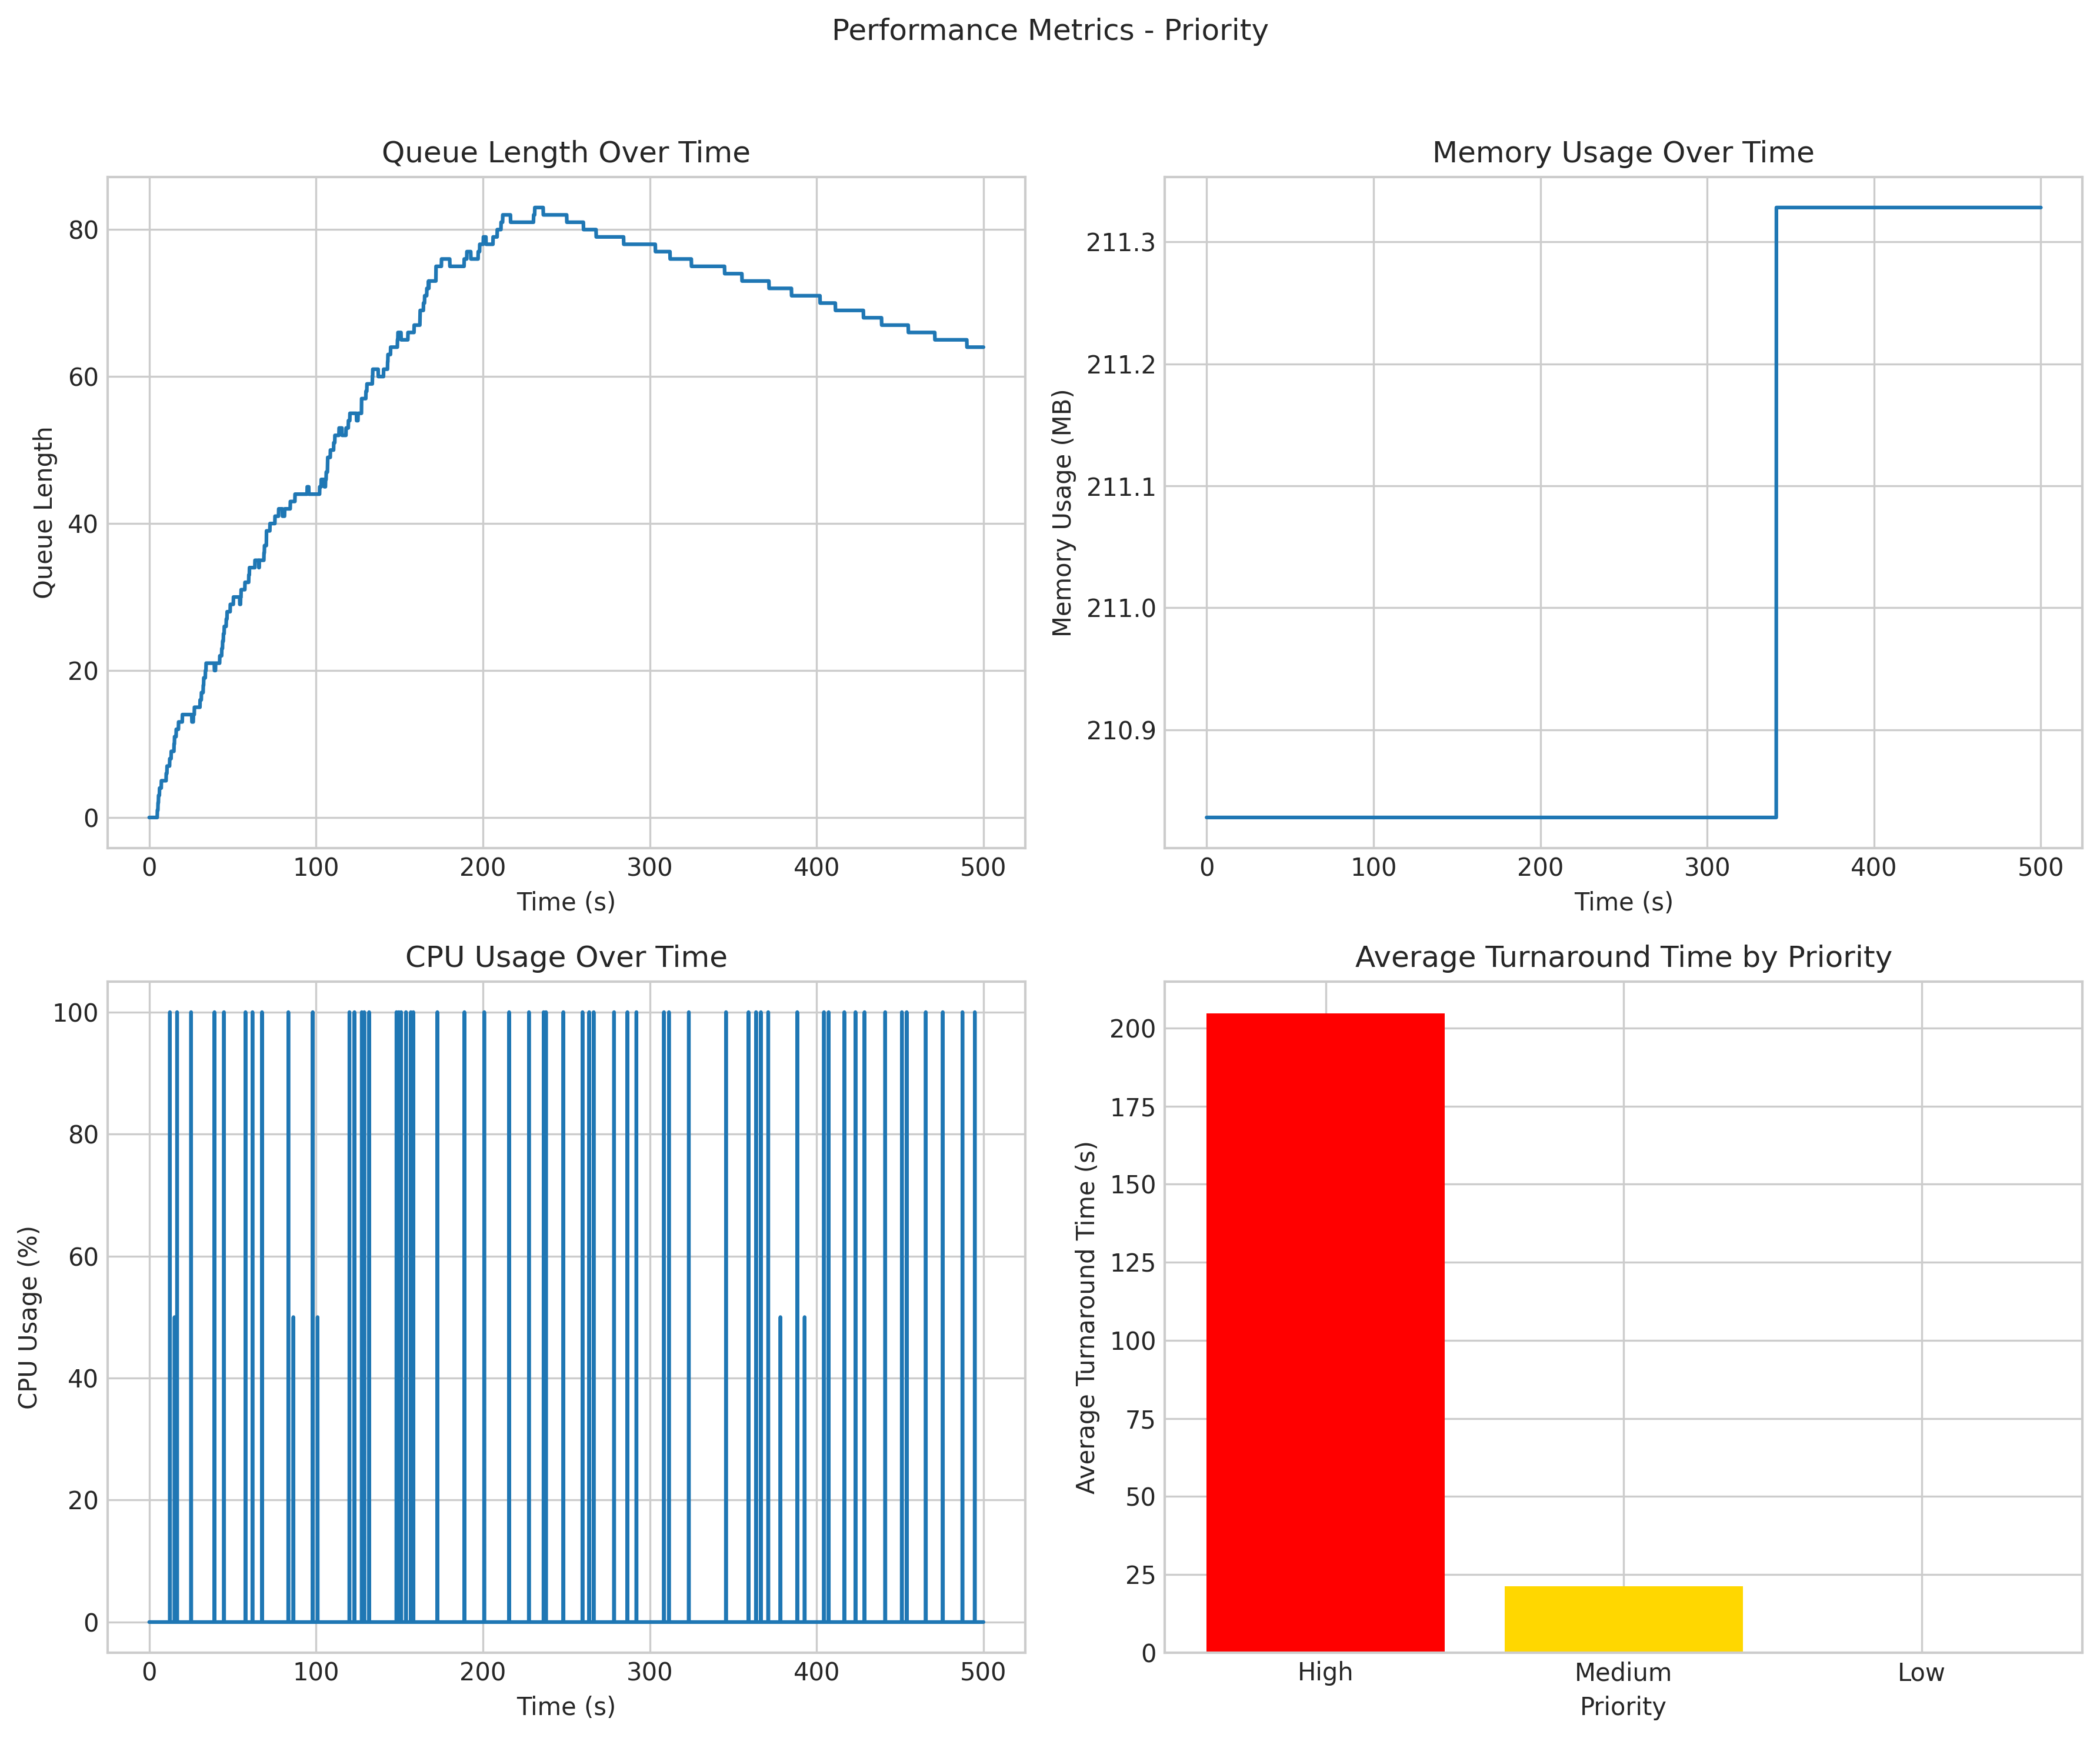 Performance Metrics - Priority
Queue Length Over Time
Queue Length
80
60
40
20
0
0 100 200 300 400 500
Time (s)
Memory Usage Over Time
Memory Usage (MB)
211.3
211.2
211.1
211.0
210.9
0 100 200 300 400 500
Time (s)
CPU Usage Over Time
CPU Usage (%)
100
80
60
40
20
0
0 100 200 300 400 500
Time (s)
Average Turnaround Time by Priority
Average Turnaround Time (s)
200
175
150
125
100
75
50
25
0
High Medium Low
Priority